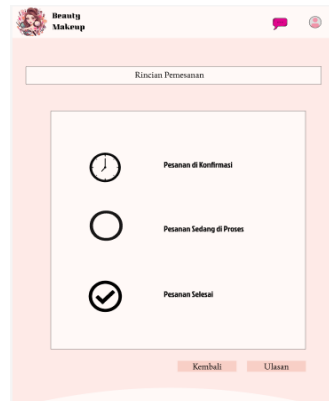 Beauty
Makeup
Rincian Pemesanan
Pesanan di Konfirmasi
Pesanan Sedang di Proses
Pesanan Selesai
Kembali
Ulasan